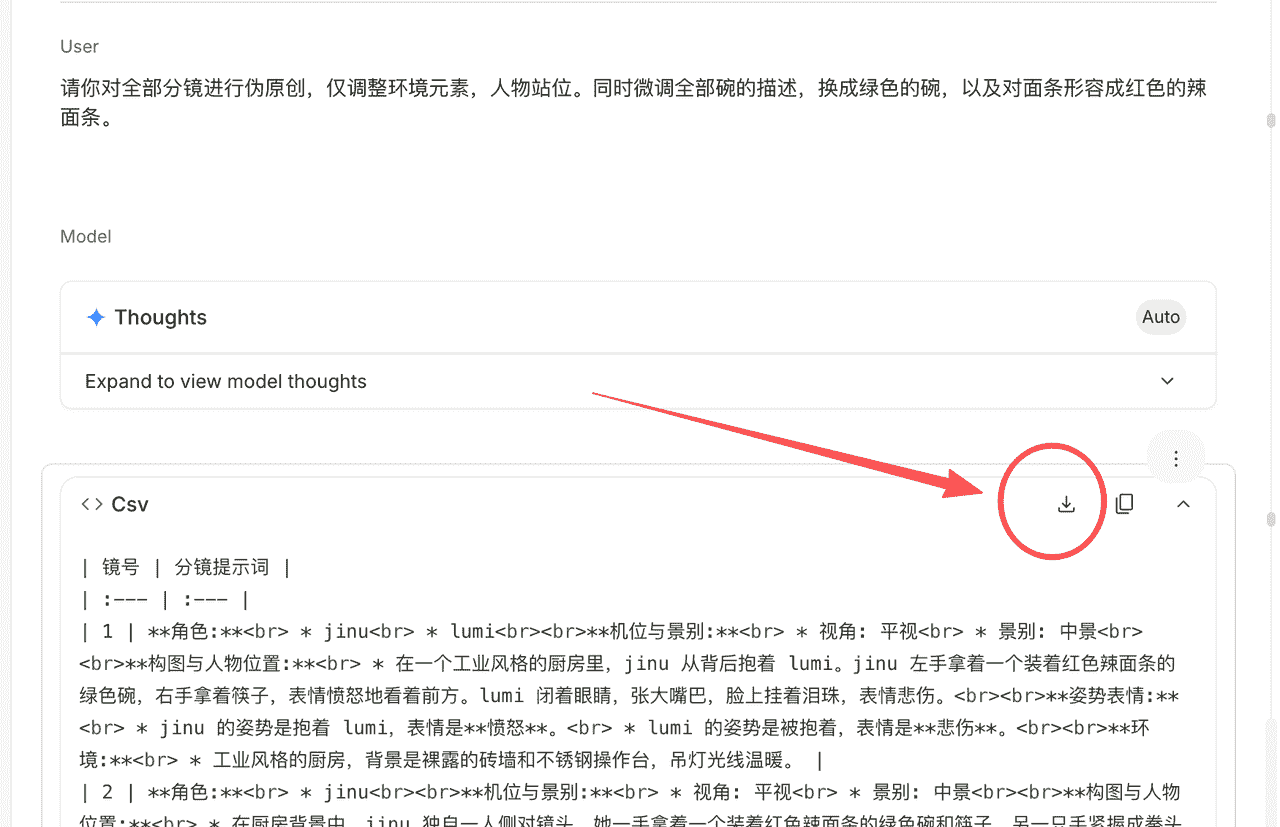 User
请你对全部分镜进行伪原创，仅调整环境元素，人物站位。同时微调全部碗的描述，换成绿色的碗，以及对面条形容成红色的辣
面条。
Model
Thoughts
Auto
Expand to view model thoughts
<> Csv
| 镜号 | 分镜提示词 |
| :--- | :--- |
| 1 | **角色:**<br> * jinu<br> * lumi<br><br>**机位与景别:**<br> * 视角: 平视<br> * 景别: 中景<br>
<br>**构图与人物位置:**<br> * 在一个工业风格的厨房里，jinu 从背后抱着 lumi。jinu 左手拿着一个装着红色辣面条的
绿色碗，右手拿着筷子，表情愤怒地看着前方。lumi 闭着眼睛，张大嘴巴，脸上挂着泪珠，表情悲伤。<br><br>**姿势表情:**
<br> * jinu 的姿势是抱着 lumi，表情是**愤怒**。<br> * lumi 的姿势是被抱着，表情是**悲伤**。<br><br>**环
境:**<br> * 工业风格的厨房，背景是裸露的砖墙和不锈钢操作台，吊灯光线温暖。 |
| 2 | **角色:**<br> * jinu<br><br>**机位与景别:**<br> * 视角: 平视<br> * 景别: 中景<br><br>**构图与人物
位置:**<br> * 在厨房背景中，jinu 独自一人侧对镜头，她一手拿着一个装着红色辣面条的绿色碗和筷子，另一只手紧握成拳头